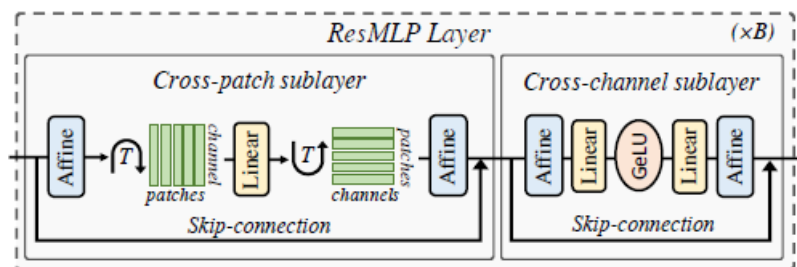 ResMLP Layer
(×B)
Cross-patch sublayer
Cross-channel sublayer
Affine
T
channel
patches
Linear
T
patches
channels
Affine
Skip-connection
Affine
Linear
GeLU
Linear
Affine
Skip-connection